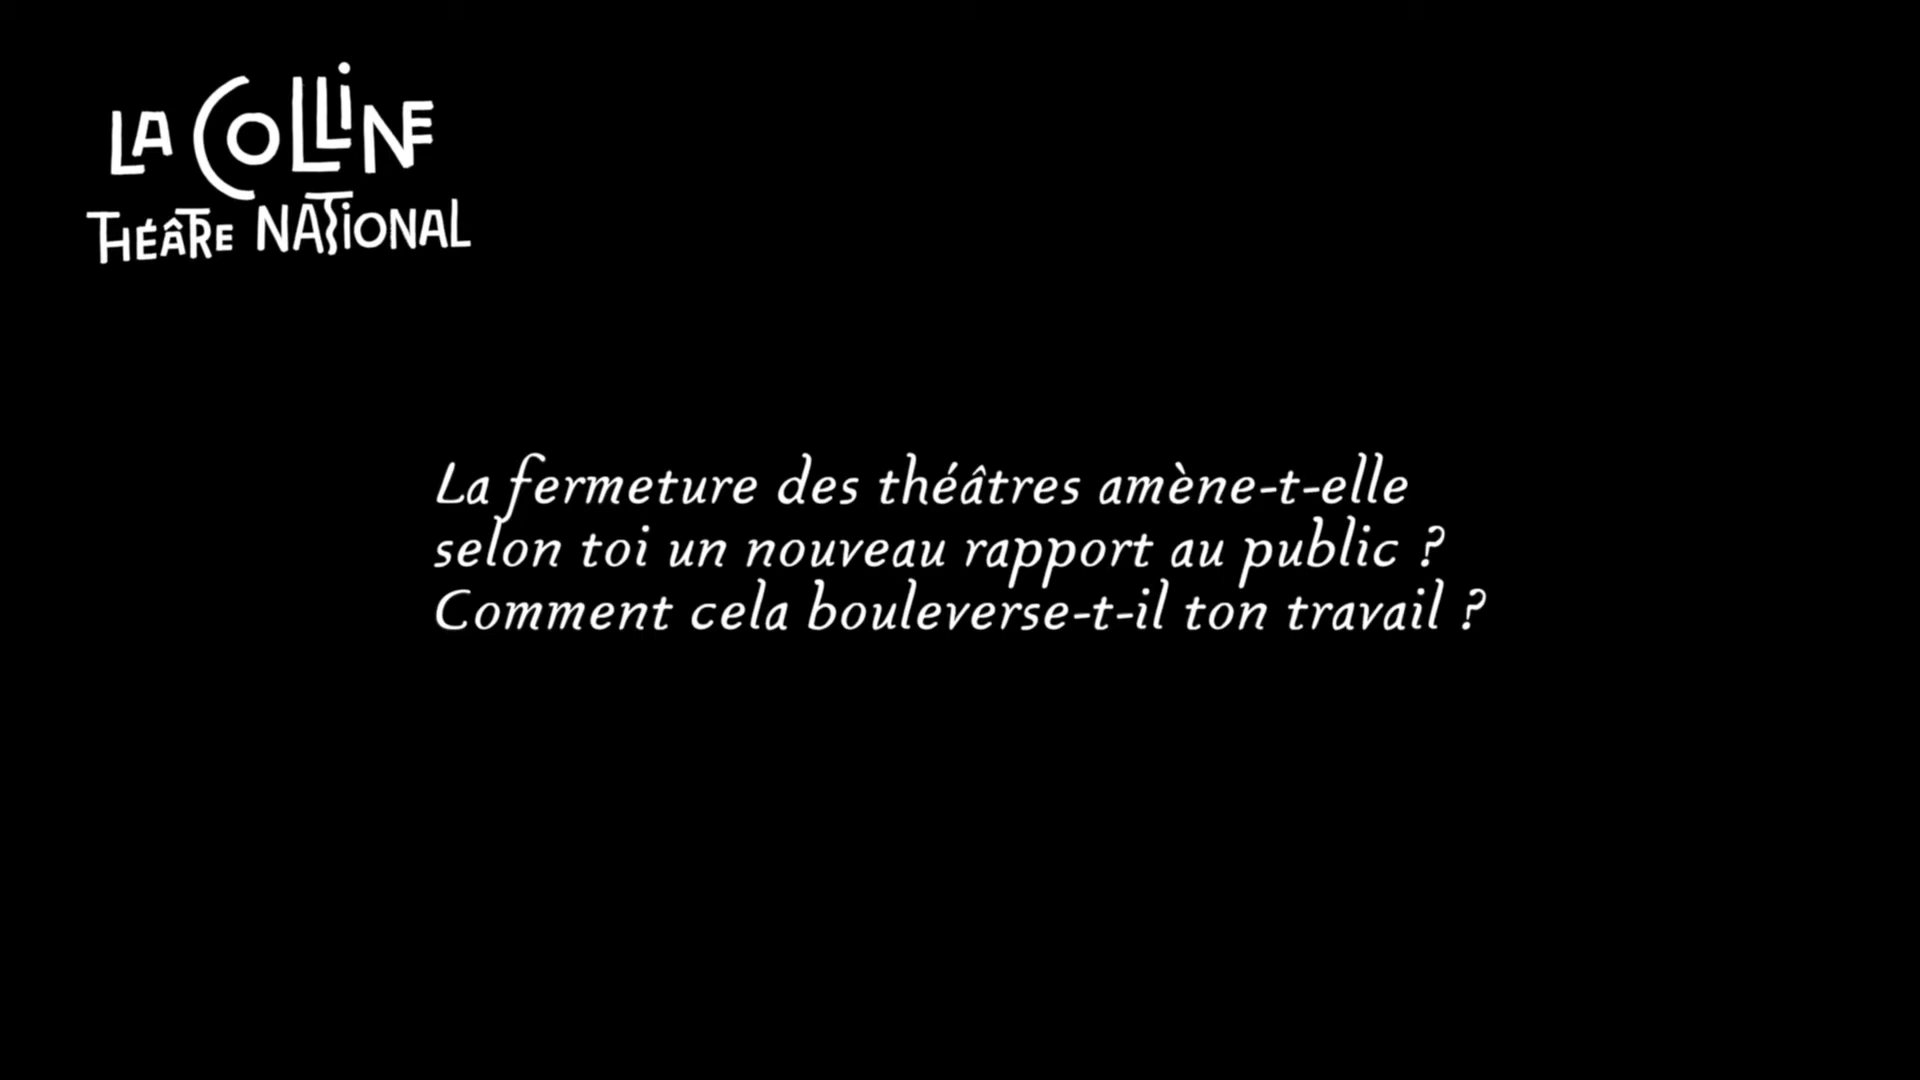 LA COLLINE
THÉÂTRE NATIONAL
La fermeture des théâtres amène-t-elle
selon toi un nouveau rapport au public ?
Comment cela bouleverse-t-il ton travail ?